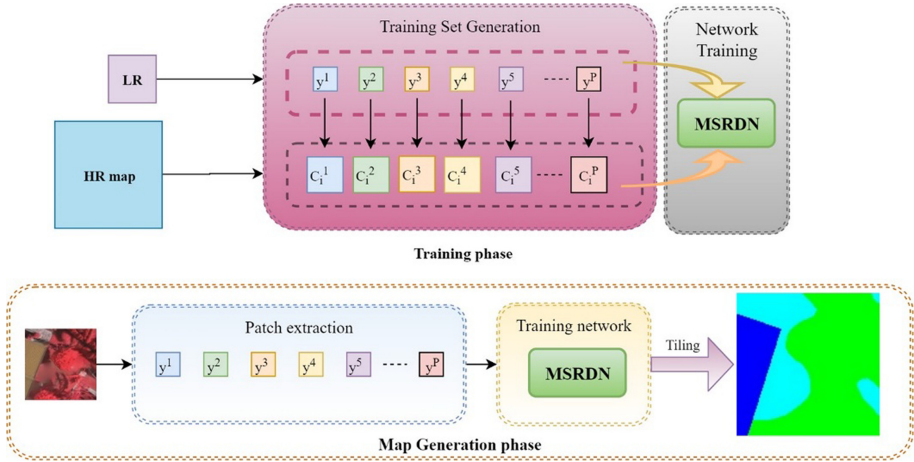 Training Set Generation
Network
Training
LR
y1 y2 y3 y4 y5 ---- yP
MSRDN
HR map
Ci1 Ci2 Ci3 Ci4 Ci5 ---- CiP
Training phase
Patch extraction
Training network
Tiling
y1 y2 y3 y4 y5 ---- yP
MSRDN
Map Generation phase